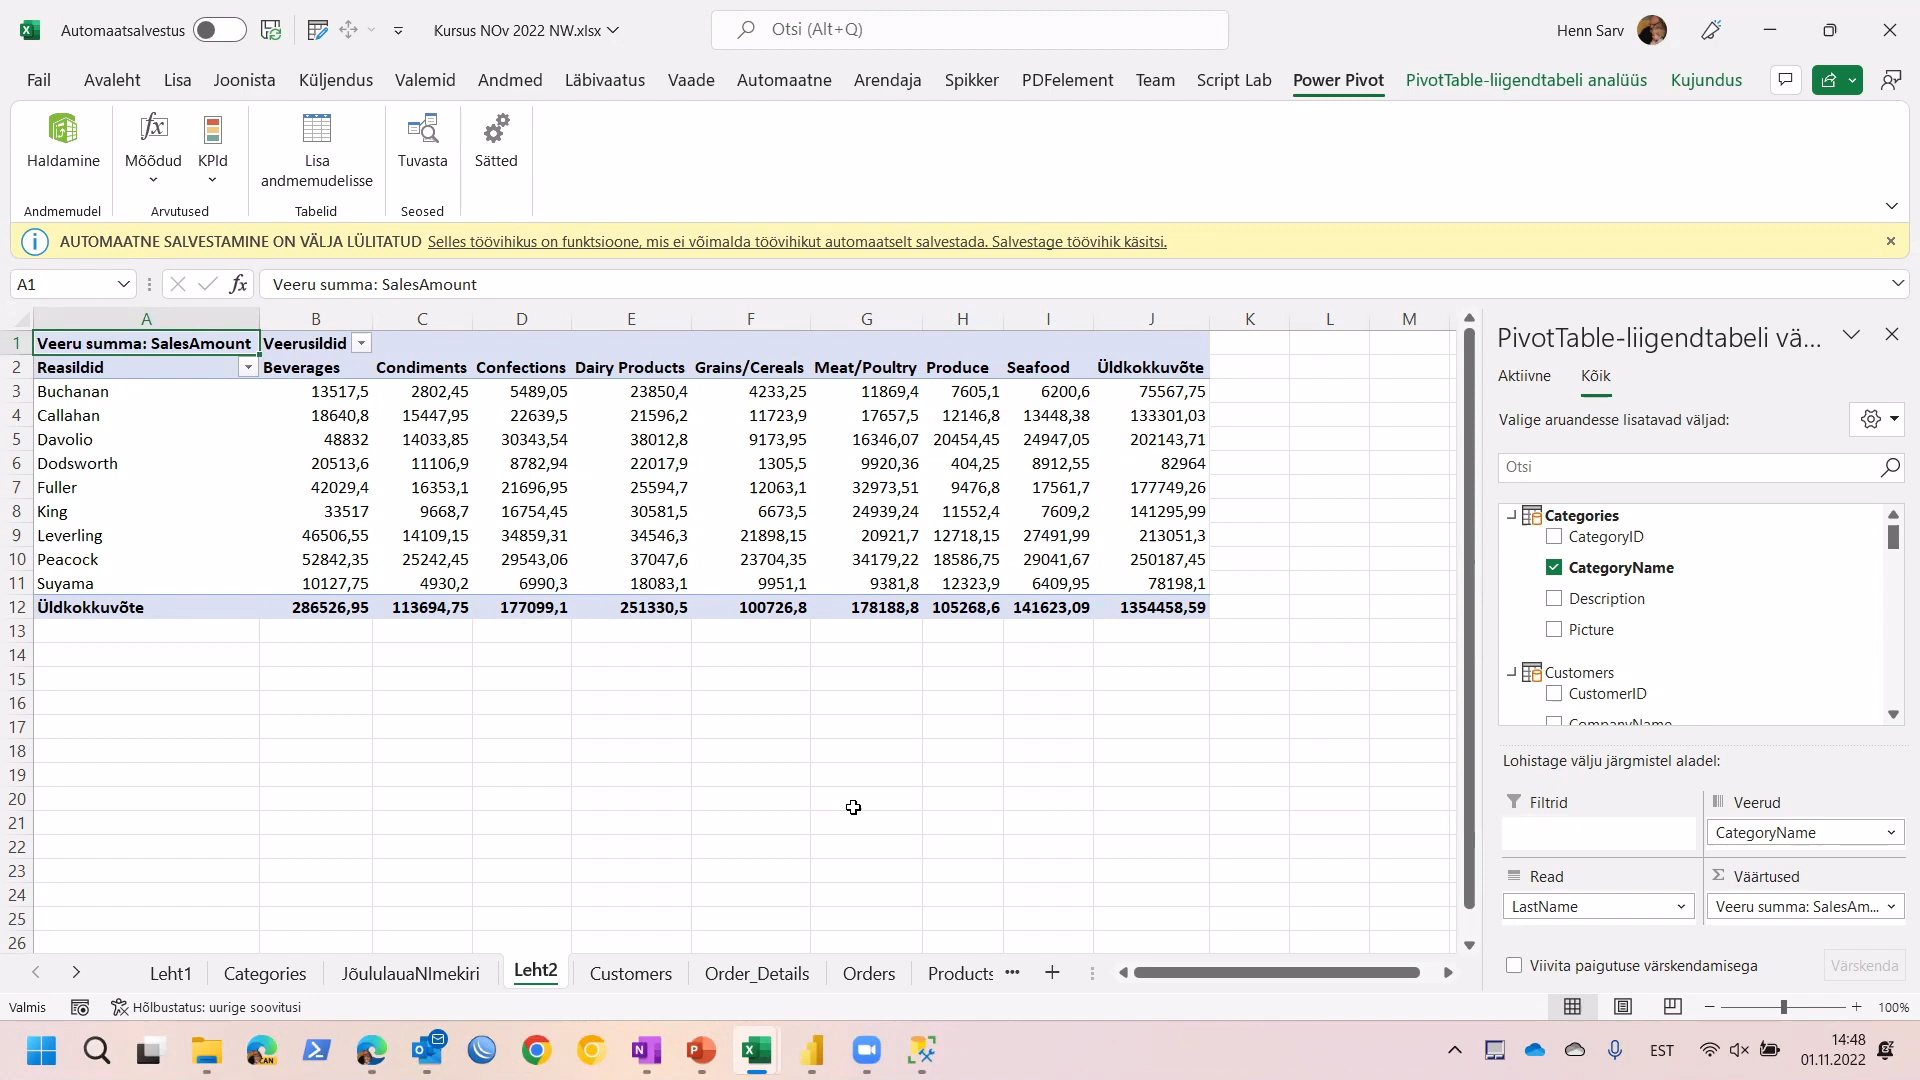 Automaatsalvestus
Kursus NOv 2022 NW.xlsx
Otsi (Alt+Q)
Henn Sarv
Fail Avaleht Lisa Joonista Küljendus Valemid Andmed Läbivaatus Vaade Automaatne Arendaja Spikker PDFelement Team Script Lab Power Pivot PivotTable-liigendtabeli analüüs Kujundus
Haldamine Mõõdud KPId Lisa andmemudelisse Tuvasta Sätted
Andmemudel Arvutused Tabelid Seosed
AUTOMAATNE SALVESTAMINE ON VÄLJA LÜLITATUD Selles töövihikus on funktsioone, mis ei võimalda töövihikut automaatselt salvestada. Salvestage töövihik käsitsi.
A1 fx Veeru summa: SalesAmount
A B C D E F G H I J K L M
1 Veeru summa: SalesAmount Veerusildid
2 Reasildid Beverages Condiments Confections Dairy Products Grains/Cereals Meat/Poultry Produce Seafood Üldkokkuvõte
3 Buchanan 13517,5 2802,45 5489,05 23850,4 4233,25 11869,4 7605,1 6200,6 75567,75
4 Callahan 18640,8 15447,95 22639,5 21596,2 11723,9 17657,5 12146,8 13448,38 133301,03
5 Davolio 48832 14033,85 30343,54 38012,8 9173,95 16346,07 20454,45 24947,05 202143,71
6 Dodsworth 20513,6 11106,9 8782,94 22017,9 1305,5 9920,36 404,25 8912,55 82964
7 Fuller 42029,4 16353,1 21696,95 25594,7 12063,1 32973,51 9476,8 17561,7 177749,26
8 King 33517 9668,7 16754,45 30581,5 6673,5 24939,24 11552,4 7609,2 141295,99
9 Leverling 46506,55 14109,15 34859,31 34546,3 21898,15 20921,7 12718,15 27491,99 213051,3
10 Peacock 52842,35 25242,45 29543,06 37047,6 23704,35 34179,22 18586,75 29041,67 250187,45
11 Suyama 10127,75 4930,2 6990,3 18083,1 9951,1 9381,8 12323,9 6409,95 78198,1
12 Üldkokkuvõte 286526,95 113694,75 177099,1 251330,5 100726,8 178188,8 105268,6 141623,09 1354458,59
13
14
15
16
17
18
19
20
21
22
23
24
25
26
PivotTable-liigendtabeli vä...
Aktiivne Kõik
Valige aruandesse lisatavad väljad:
Otsi
Categories
CategoryID
CategoryName
Description
Picture
Customers
CustomerID
CompanyName
Lohistage välju järgmistel aladel:
Filtrid Veerud
CategoryName
Read Väärtused
LastName Veeru summa: SalesAm...
Viivita paigutuse värskendamisega Värskenda
Leht1 Categories JõululauaNImekiri Leht2 Customers Order_Details Orders Products
Valmis Hõlbustatus: uurige soovitusi 100%
CAN
EST
14:48
01.11.2022